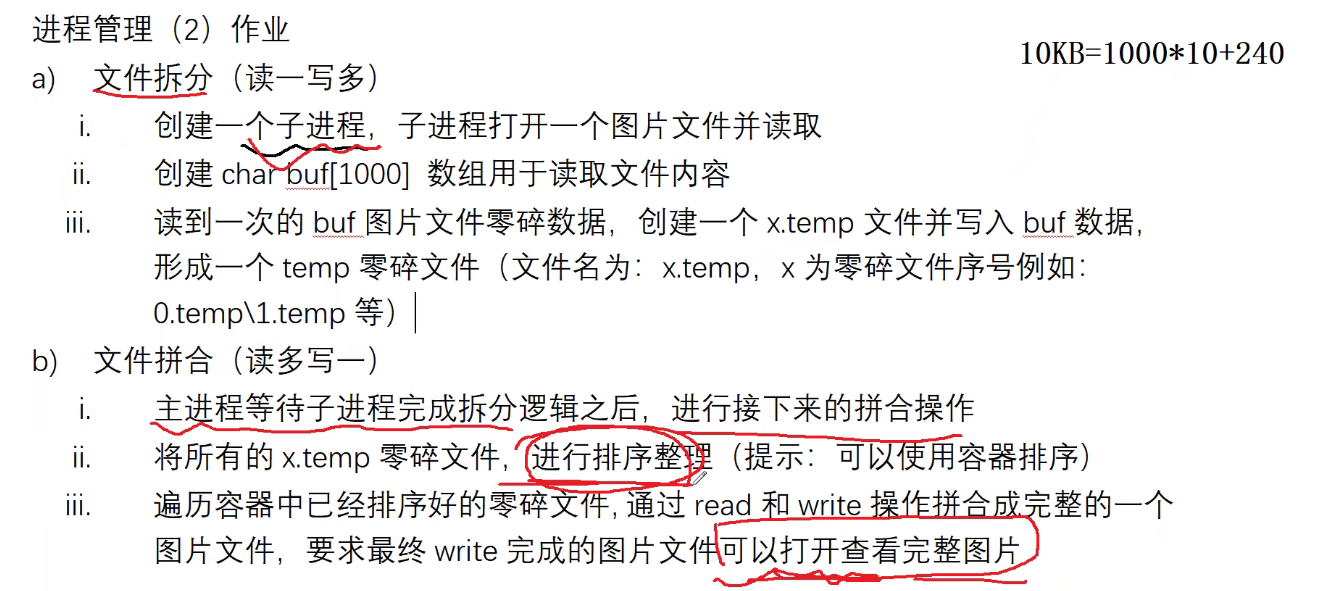 进程管理（2）作业
10KB=1000*10+240
a) 文件拆分（读一写多）
i. 创建一个子进程，子进程打开一个图片文件并读取
ii. 创建 char buf[1000] 数组用于读取文件内容
iii. 读到一次的 buf 图片文件零碎数据，创建一个 x.temp 文件并写入 buf 数据，
形成一个 temp 零碎文件（文件名为：x.temp，x 为零碎文件序号例如：
0.temp\1.temp 等）
b) 文件拼合（读多写一）
i. 主进程等待子进程完成拆分逻辑之后，进行接下来的拼合操作
ii. 将所有的 x.temp 零碎文件，进行排序整理（提示：可以使用容器排序）
iii. 遍历容器中已经排序好的零碎文件, 通过 read 和 write 操作拼合成完整的一个
图片文件，要求最终 write 完成的图片文件可以打开查看完整图片